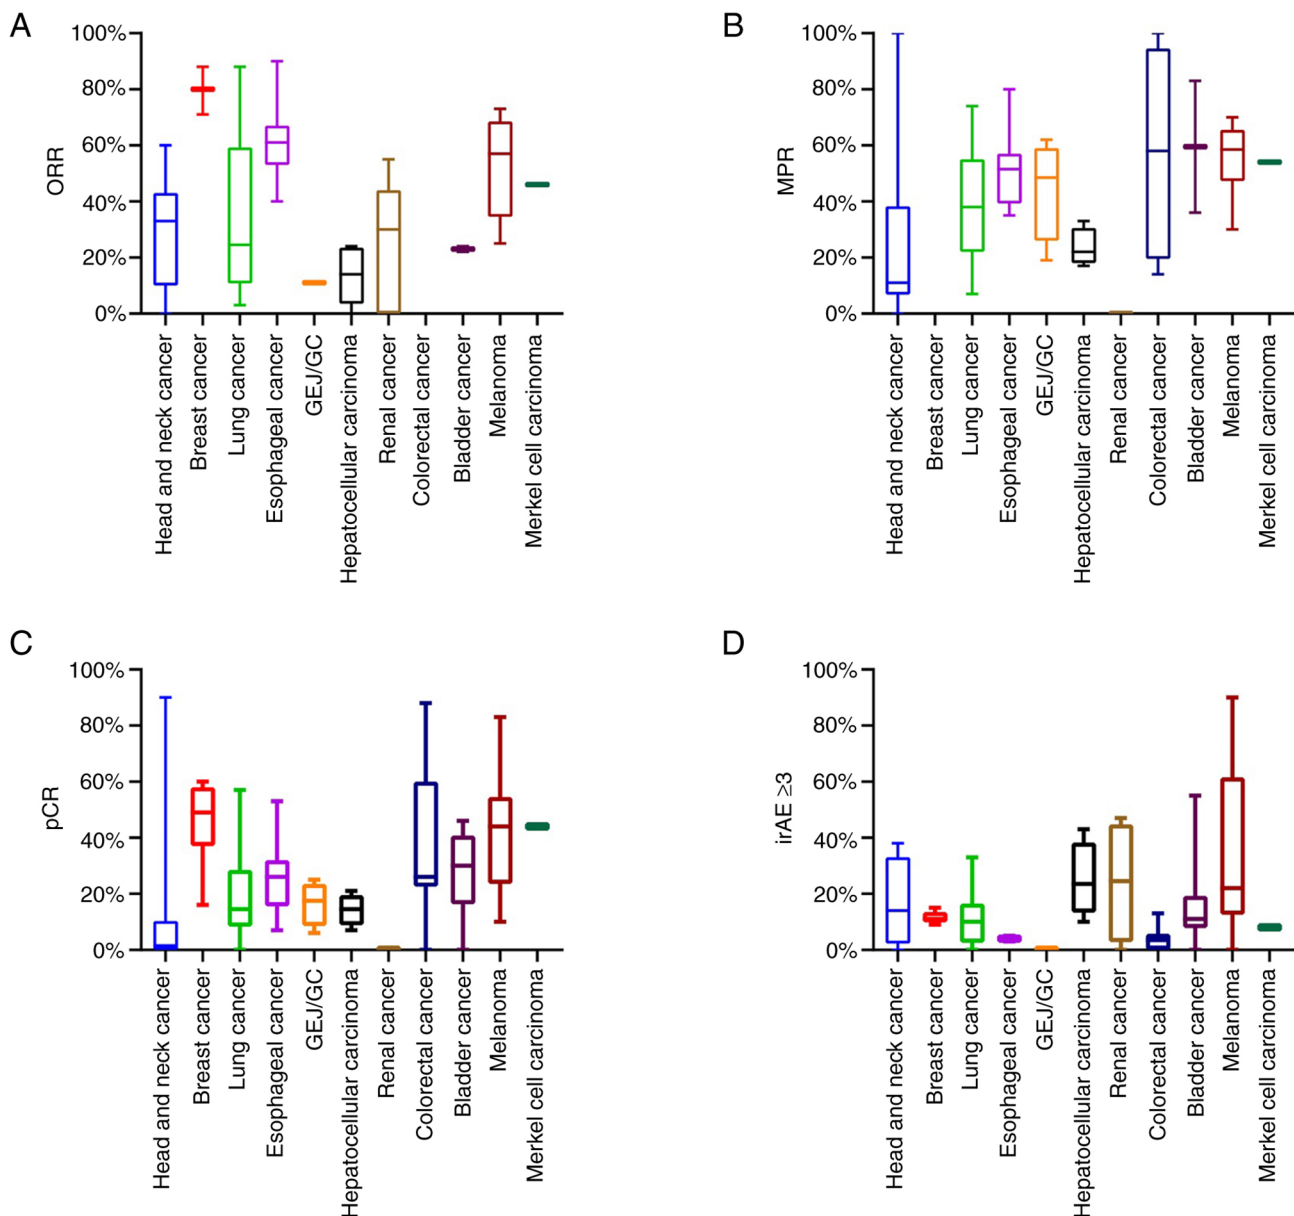 A
ORR
100%
80%
60%
40%
20%
0%
Head and neck cancer
Breast cancer
Lung cancer
Esophageal cancer
GEJ/GC
Hepatocellular carcinoma
Renal cancer
Colorectal cancer
Bladder cancer
Melanoma
Merkel cell carcinoma
B
MPR
100%
80%
60%
40%
20%
0%
Head and neck cancer
Breast cancer
Lung cancer
Esophageal cancer
GEJ/GC
Hepatocellular carcinoma
Renal cancer
Colorectal cancer
Bladder cancer
Melanoma
Merkel cell carcinoma
C
pCR
100%
80%
60%
40%
20%
0%
Head and neck cancer
Breast cancer
Lung cancer
Esophageal cancer
GEJ/GC
Hepatocellular carcinoma
Renal cancer
Colorectal cancer
Bladder cancer
Melanoma
Merkel cell carcinoma
D
irAE ≥3
100%
80%
60%
40%
20%
0%
Head and neck cancer
Breast cancer
Lung cancer
Esophageal cancer
GEJ/GC
Hepatocellular carcinoma
Renal cancer
Colorectal cancer
Bladder cancer
Melanoma
Merkel cell carcinoma